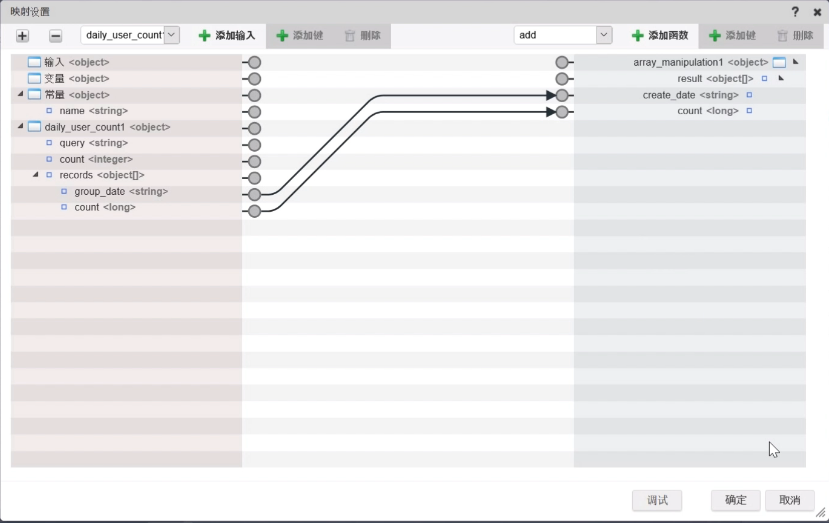 映射设置
daily_user_count 添加输入 添加键 删除 add 添加函数 添加键 删除
输入 <object>
变量 <object>
常量 <object>
name <string>
daily_user_count1 <object>
query <string>
count <integer>
records <object[]>
group_date <string>
count <long>
array_manipulation1 <object>
result <object[]>
create_date <string>
count <long>
调试 确定 取消